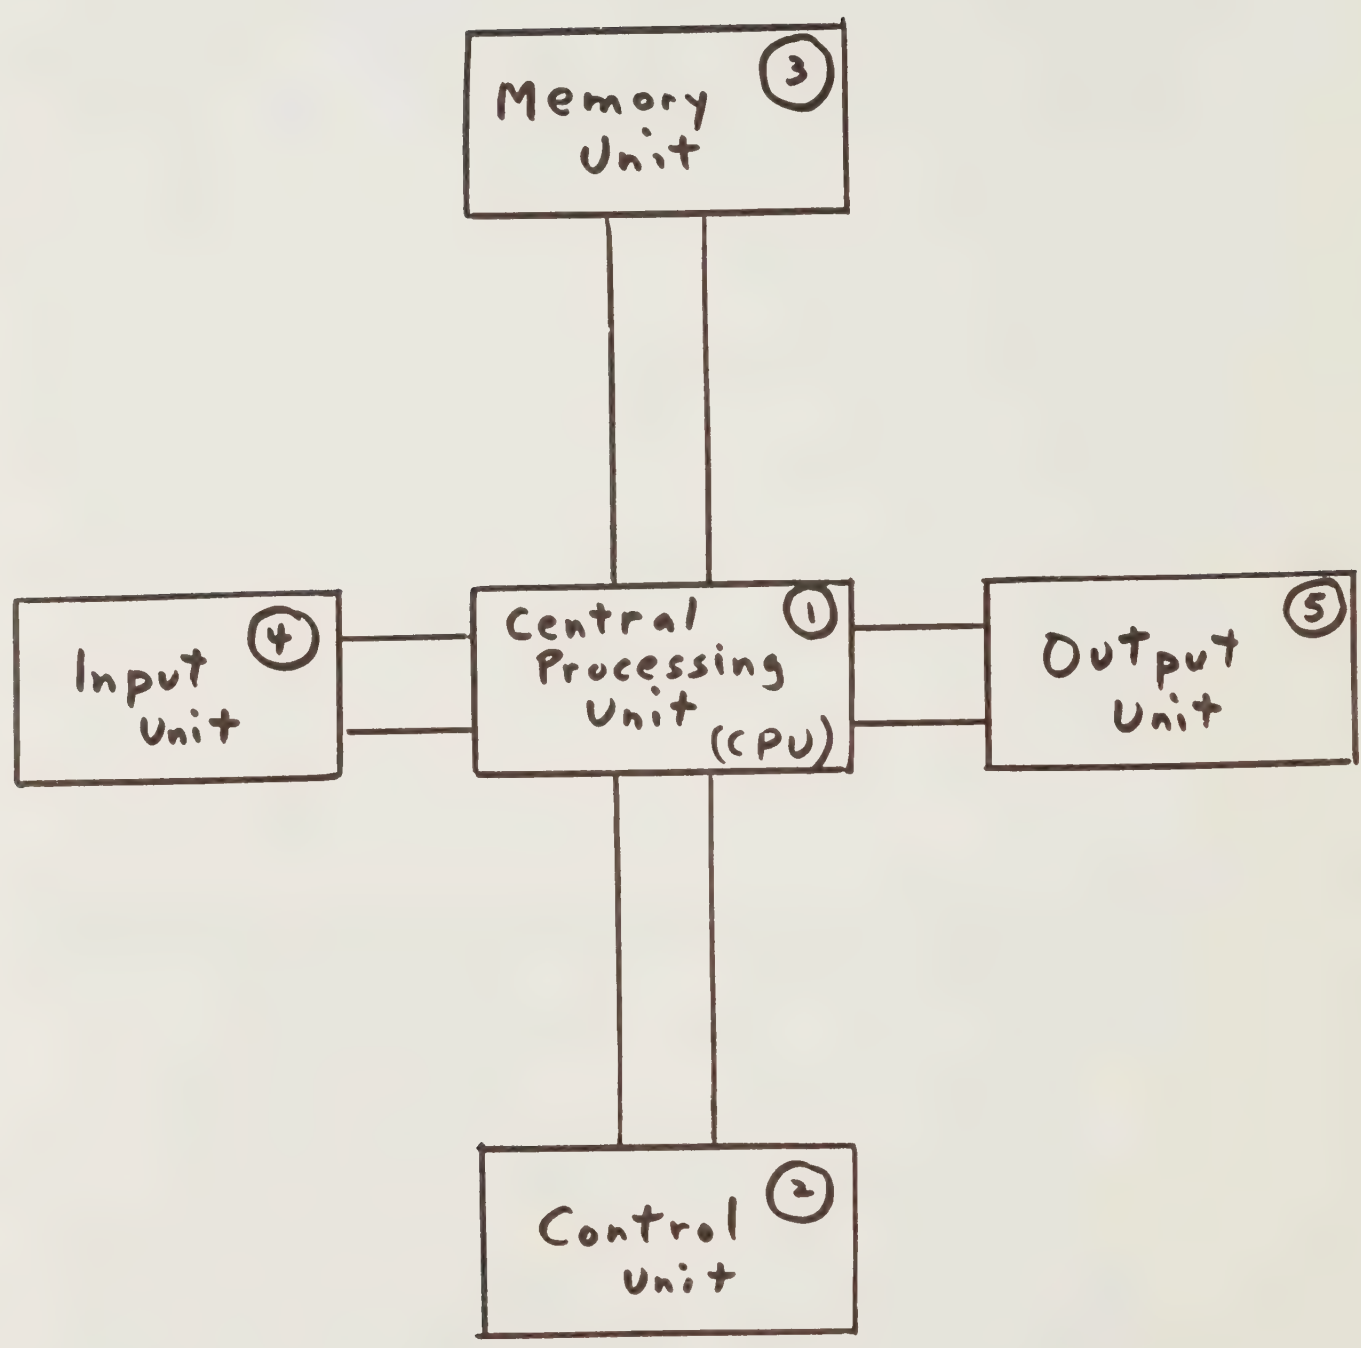 ③
Memory
Unit
④
Input
Unit
①
Central
Processing
Unit
(CPU)
⑤
Output
Unit
②
Control
Unit